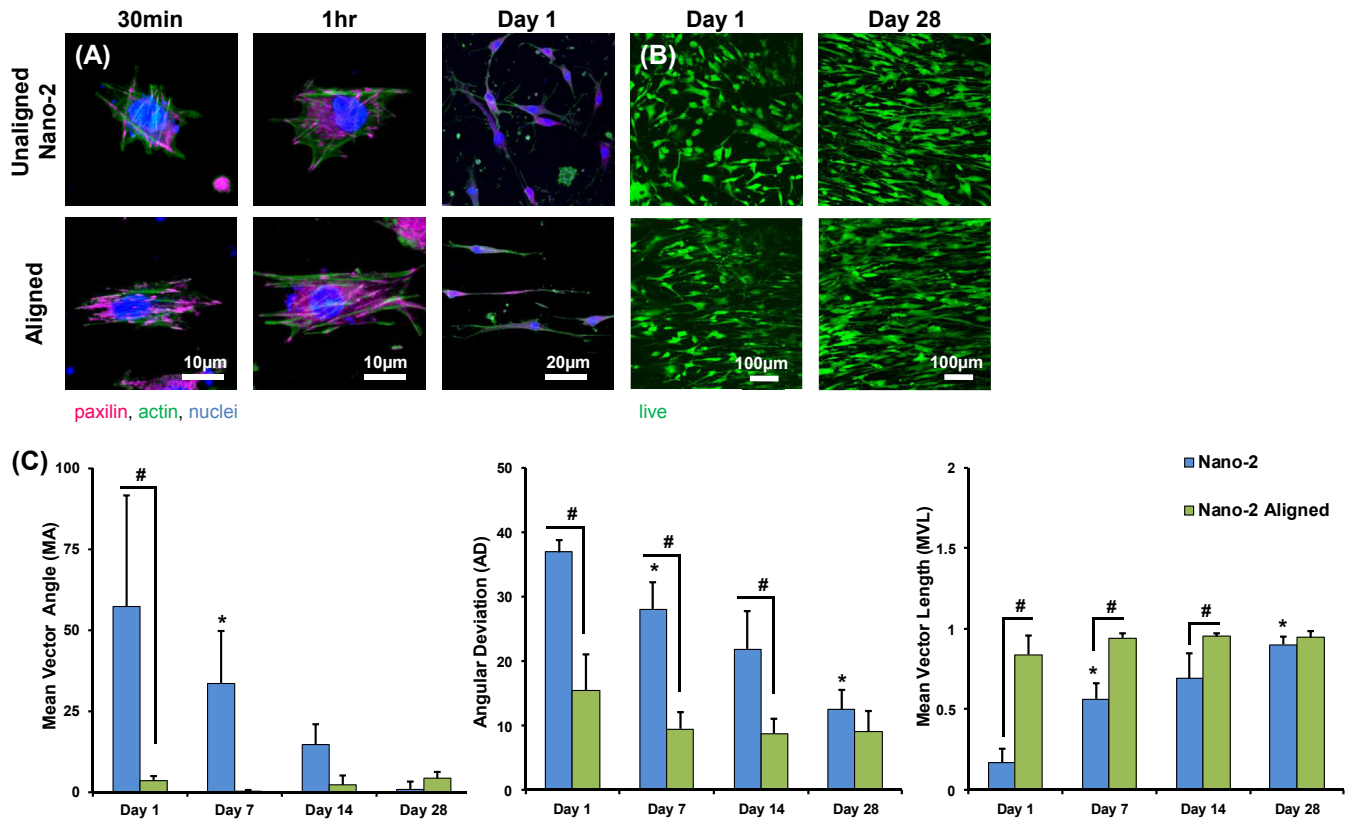 30min 1hr Day 1 Day 1 Day 28
Unaligned
Nano-2
(A) (B)
Aligned
10µm 10µm 20µm 100µm 100µm
paxilin, actin, nuclei live
(C)
Mean Vector Angle (MA)
100
75
50
25
0
#
*
Day 1 Day 7 Day 14 Day 28
Angular Deviation (AD)
50
40
30
20
10
0
#
#
*
#
*
Day 1 Day 7 Day 14 Day 28
Mean Vector Length (MVL)
2
1.5
1
0.5
0
#
#
*
#
*
Day 1 Day 7 Day 14 Day 28
Nano-2
Nano-2 Aligned